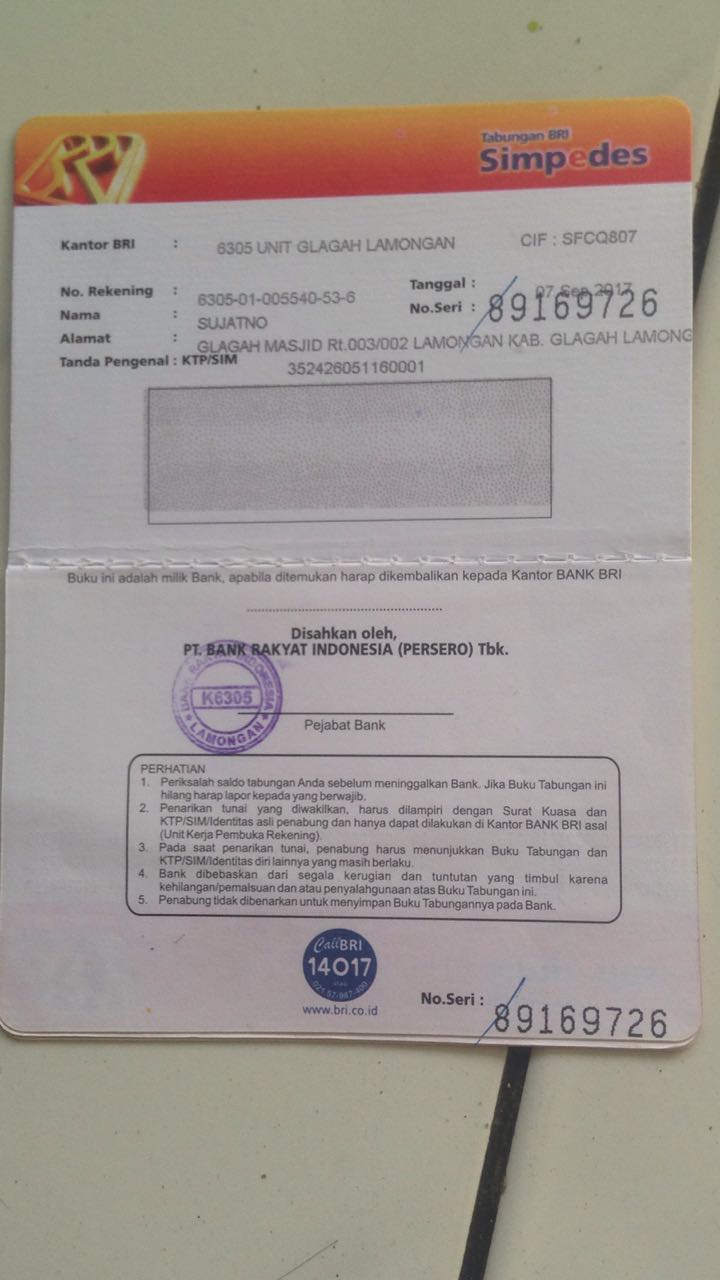 Tabungan BRI
Simpedes
Kantor BRI : 6305 UNIT GLAGAH LAMONGAN CIF : SFCQ807
No. Rekening : 6305-01-005540-53-6 Tanggal : 07 Sep 2017
Nama : SUJATNO No.Seri : 89169726
Alamat : GLAGAH MASJID Rt.003/002 LAMONGAN KAB. GLAGAH LAMONG
Tanda Pengenal : KTP/SIM 352426051160001
Buku ini adalah milik Bank, apabila ditemukan harap dikembalikan kepada Kantor BANK BRI
Disahkan oleh,
PT. BANK RAKYAT INDONESIA (PERSERO) Tbk.
BANK RAKYAT INDONESIA
K6305
LAMONGAN
Pejabat Bank
PERHATIAN
1. Periksalah saldo tabungan Anda sebelum meninggalkan Bank. Jika Buku Tabungan ini
hilang harap lapor kepada yang berwajib.
2. Penarikan tunai yang diwakilkan, harus dilampiri dengan Surat Kuasa dan
KTP/SIM/Identitas asli penabung dan hanya dapat dilakukan di Kantor BANK BRI asal
(Unit Kerja Pembuka Rekening).
3. Pada saat penarikan tunai, penabung harus menunjukkan Buku Tabungan dan
KTP/SIM/Identitas diri lainnya yang masih berlaku.
4. Bank dibebaskan dari segala kerugian dan tuntutan yang timbul karena
kehilangan/pemalsuan dan atau penyalahgunaan atas Buku Tabungan ini.
5. Penabung tidak dibenarkan untuk menyimpan Buku Tabungannya pada Bank.
Call BRI
14017
atau
021 57-987-400
www.bri.co.id
No.Seri : 89169726